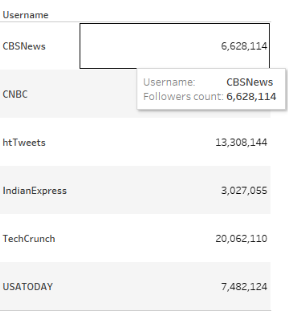 Username
CBSNews 6,628,114
Username: CBSNews
Followers count: 6,628,114
CNBC
htTweets 13,308,144
IndianExpress 3,027,055
TechCrunch 20,062,110
USATODAY 7,482,124